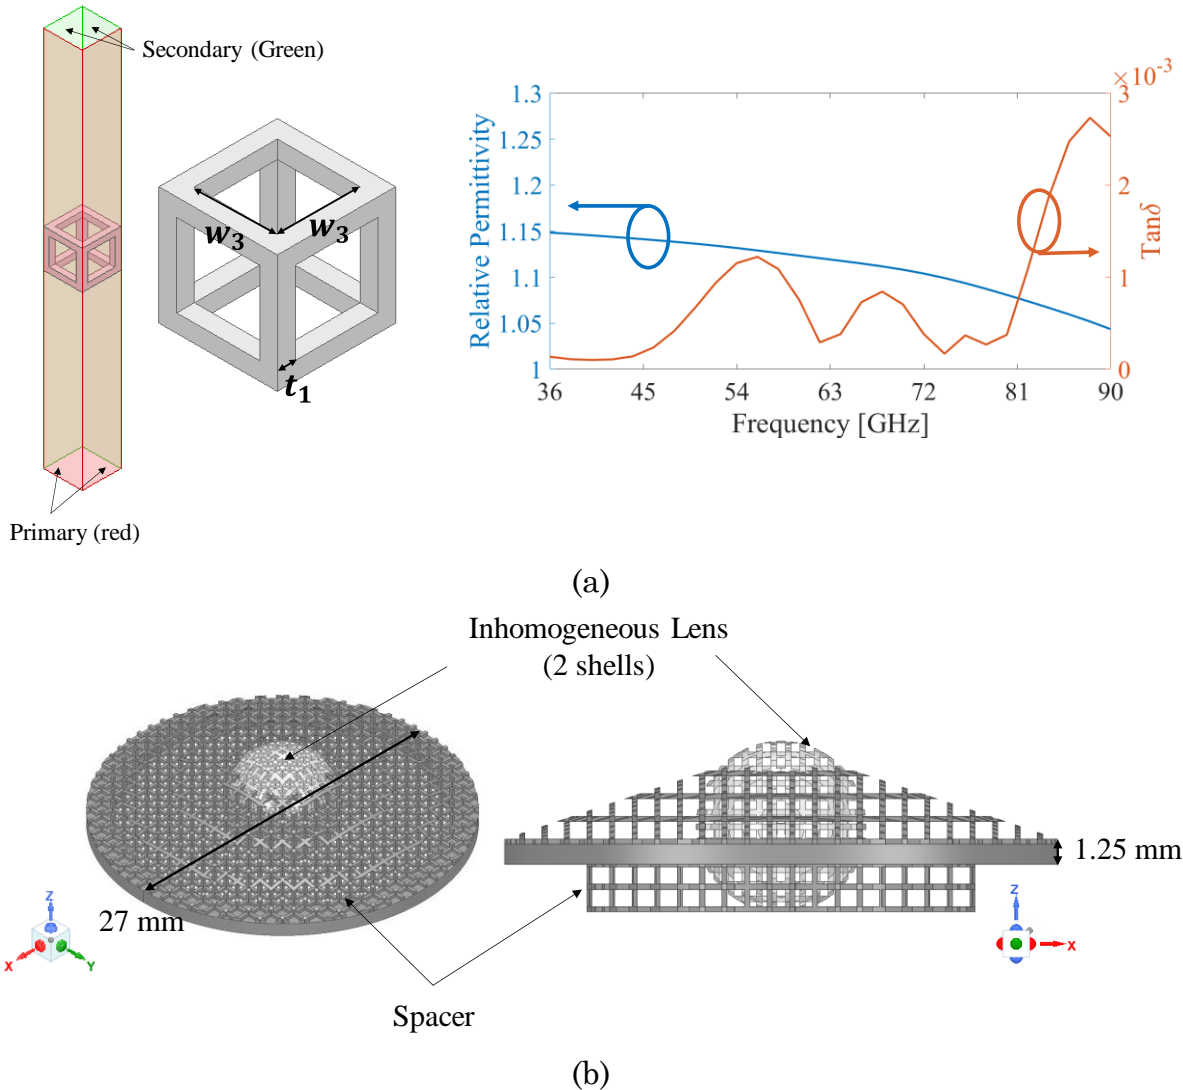 Secondary (Green)
w₃
w₃
t₁
Primary (red)
×10⁻³
Relative Permittivity
1.3
1.25
1.2
1.15
1.1
1.05
1
36
45
54
63
72
81
90
Frequency [GHz]
3
2
1
0
Tanδ
(a)
Inhomogeneous Lens
(2 shells)
27 mm
1.25 mm
Spacer
Z
X
Y
Z
X
(b)